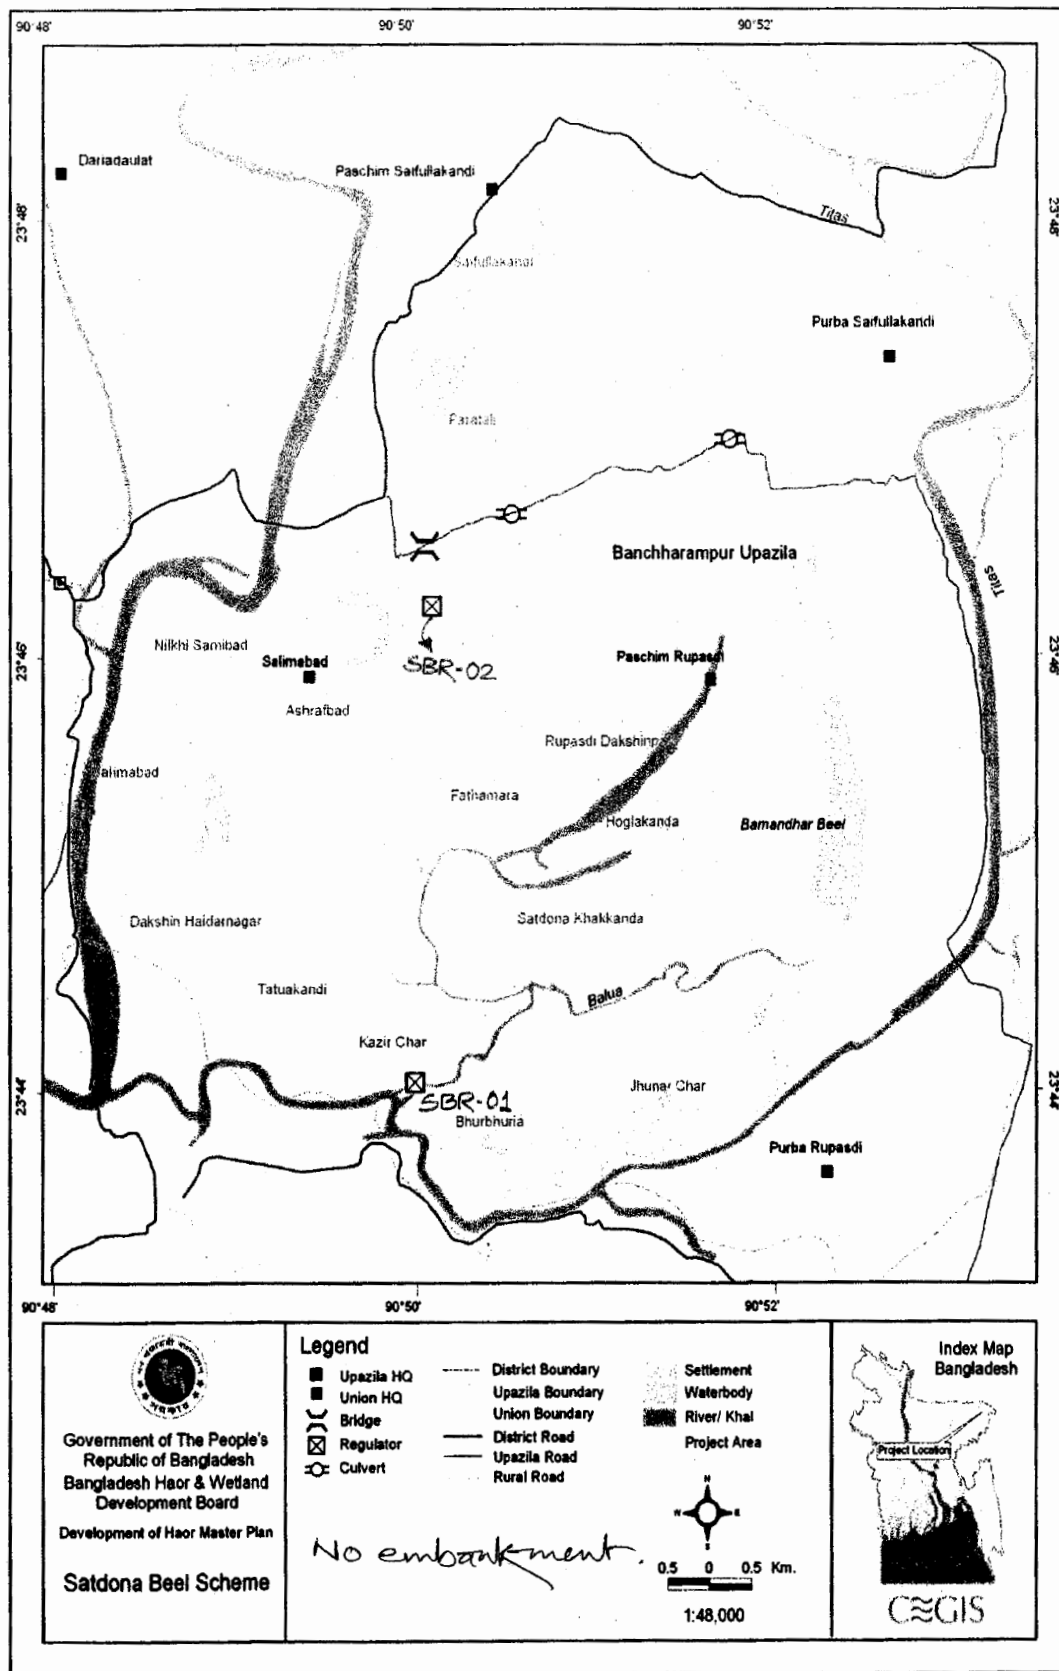 90°48'
90°50'
90°52'
Dariadaulat
Paschim Saifullakandi
23°48'
23°48'
Titas
Saifullakandi
Purba Saifullakandi
Banchharampur Upazila
Titas
Nilkhi Samibad
Salimabad
SBR-02
Paschim Rupasdi
23°46'
23°46'
Ashrafbad
Rupasdi Dakshinp
Salimabad
Fathamara
Hoglakanda
Bamandhar Beel
Dakshin Haidarnagar
Satdona Khakkanda
Tatuakandi
Balua
Kazir Char
Jhunar Char
23°44'
23°44'
SBR-01
Bhurbhuria
Purba Rupasdi
90°48'
90°50'
90°52'
Government of The People's
Republic of Bangladesh
Bangladesh Haor & Wetland
Development Board
Development of Haor Master Plan
Satdona Beel Scheme
Legend
Upazila HQ
Union HQ
Bridge
Regulator
Culvert
District Boundary
Upazila Boundary
Union Boundary
District Road
Upazila Road
Rural Road
Settlement
Waterbody
River/ Khal
Project Area
N
W
E
S
0.5 0 0.5 Km.
1:48,000
No embankment.
Index Map
Bangladesh
Project Location
CEGIS